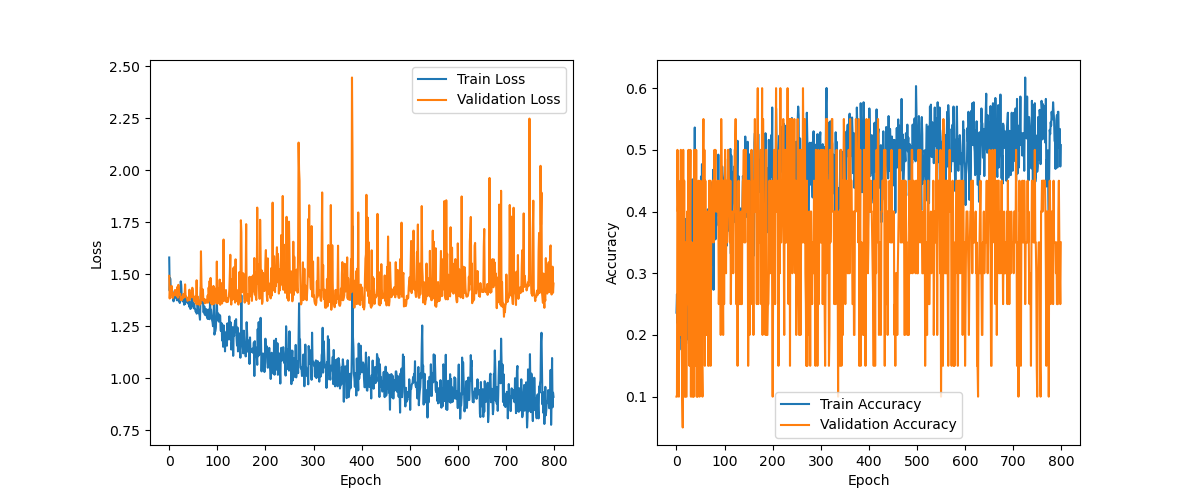 2.50
2.25
2.00
1.75
1.50
1.25
1.00
0.75
Loss
0 100 200 300 400 500 600 700 800
Epoch
Train Loss
Validation Loss
0.6
0.5
0.4
0.3
0.2
0.1
Accuracy
0 100 200 300 400 500 600 700 800
Epoch
Train Accuracy
Validation Accuracy